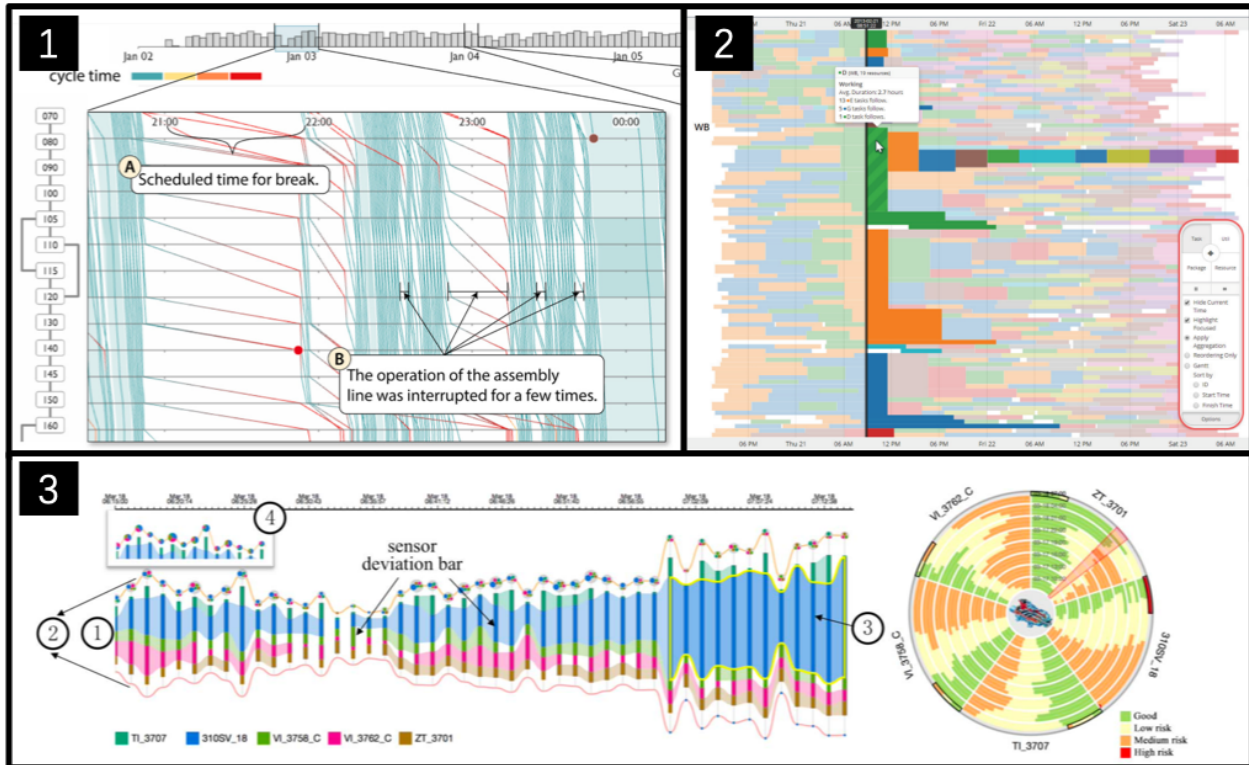 1
Jan 02
Jan 03
Jan 04
Jan 05
cycle time
21:00
22:00
23:00
00:00
070
080
090
100
105
110
115
120
130
140
145
150
160
A
Scheduled time for break.
B
The operation of the assembly
line was interrupted for a few times.
2
Thu 21
06 AM
12 PM
06 PM
Fri 22
06 AM
12 PM
06 PM
Sat 23
06 AM
WB
Working
Avg. Duration: 2.7 hours
Task
Util
Package
Resource
Hide Current
Time
Highlight
Focused
Apply
Aggregation
Reordering Only
Gantt
Sort by
ID
Start Time
Finish Time
Options
06 PM
Thu 21
06 AM
12 PM
06 PM
Fri 22
06 AM
12 PM
06 PM
Sat 23
06 AM
3
4
sensor
deviation bar
2
1
3
TI_3707
310SV_18
VI_3758_C
VI_3762_C
ZT_3701
VI_3762_C
ZT_3701
310SV_18
TI_3707
VI_3758_C
Good
Low risk
Medium risk
High risk